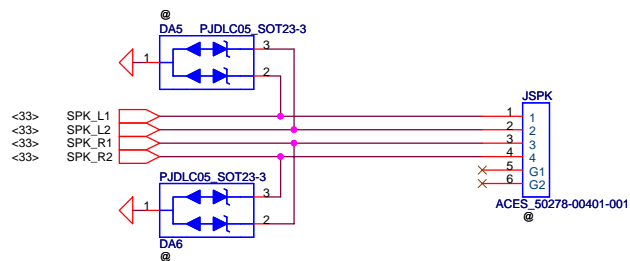 @
DA5 PJDLC05_SOT23-3
1 3
2
JSPK
<33> SPK_L1 1 1
<33> SPK_L2 2 2
<33> SPK_R1 3 3
<33> SPK_R2 4 4
5 G1
6 G2
PJDLC05_SOT23-3
ACES_50278-00401-001
@
3
1 2
DA6
@